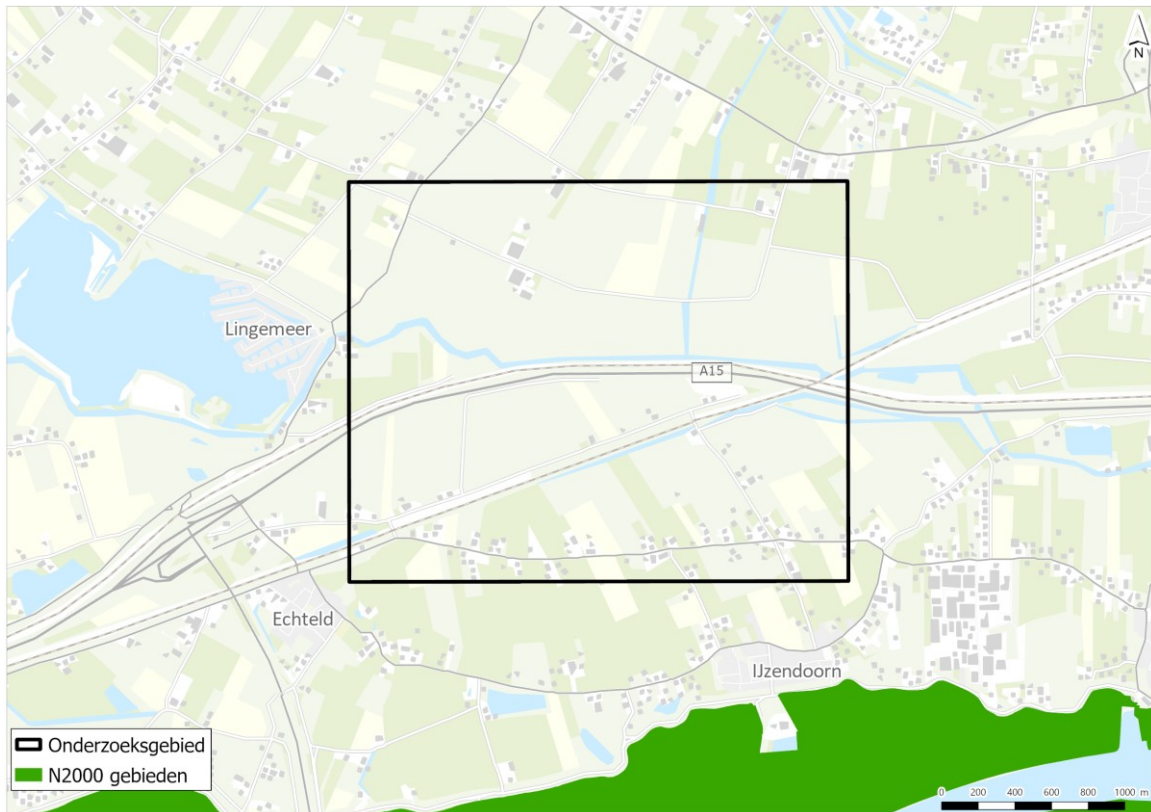 N
Lingemeer
A15
Echteld
IJzendoorn
Onderzoeksgebied
N2000 gebieden
0 200 400 600 800 1000 m